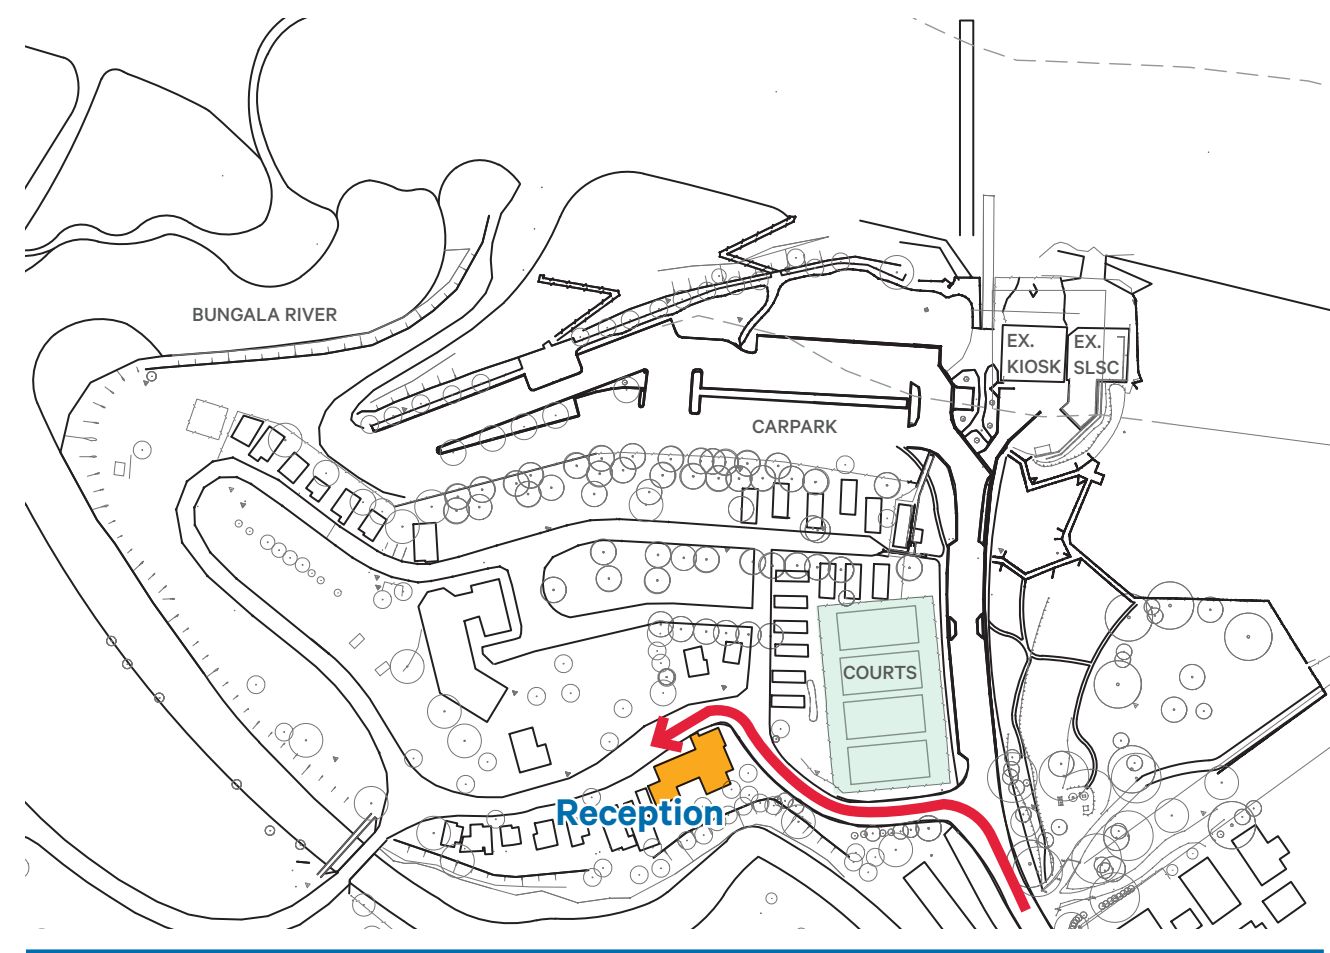 BUNGALA RIVER
EX.
KIOSK
EX.
SLSC
CARPARK
COURTS
Reception